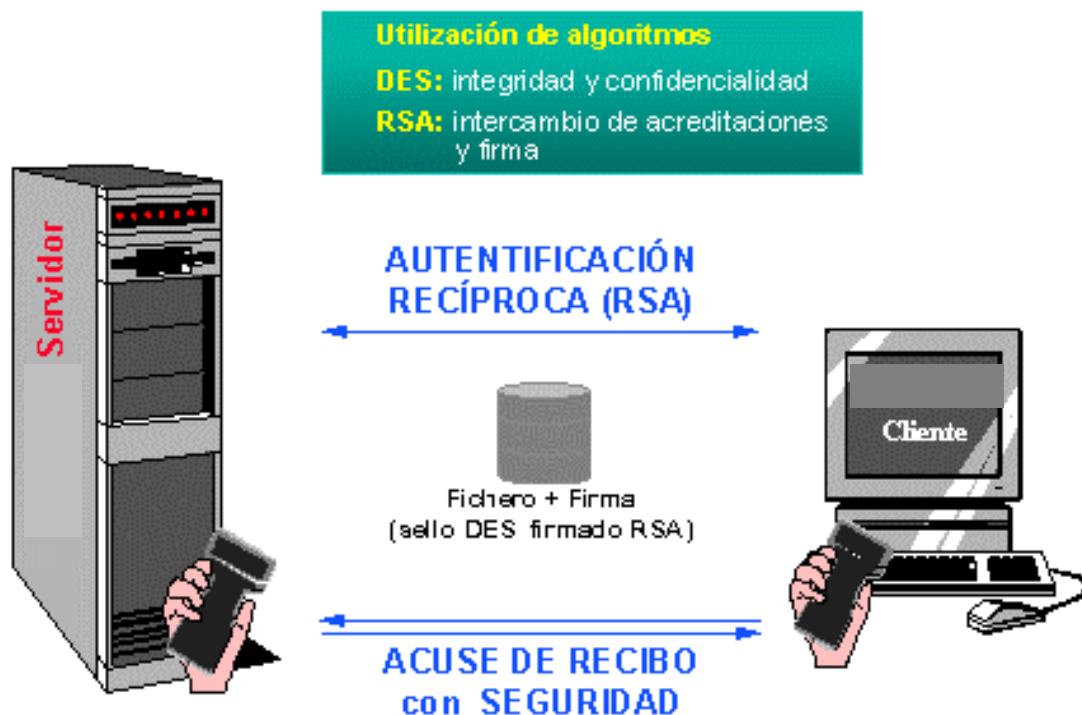 Utilización de algoritmos
DES: integridad y confidencialidad
RSA: intercambio de acreditaciones
y firma
Servidor
AUTENTIFICACIÓN
RECÍPROCA (RSA)
Cliente
Fichero + Firma
(sello DES firmado RSA)
ACUSE DE RECIBO
con SEGURIDAD